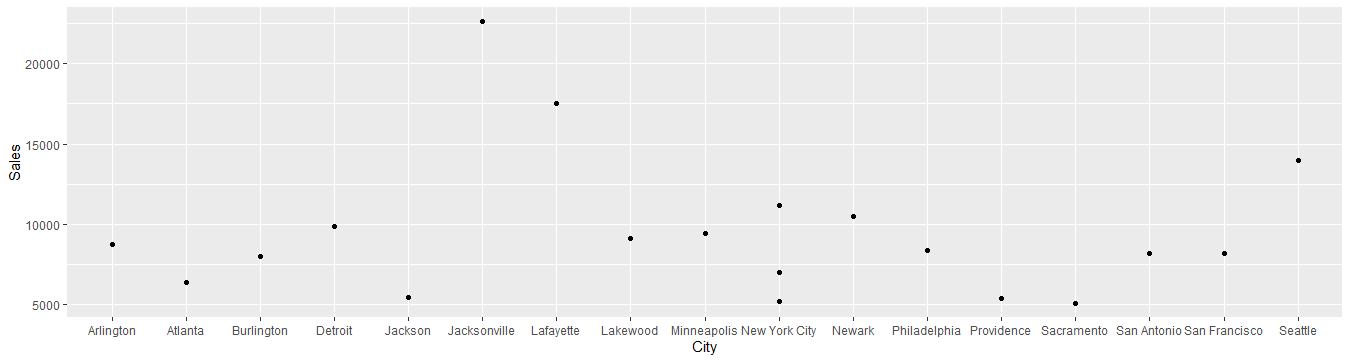 20000
15000
10000
5000
Sales
Arlington Atlanta Burlington Detroit Jackson Jacksonville Lafayette Lakewood Minneapolis New York City Newark Philadelphia Providence Sacramento San Antonio San Francisco Seattle
City